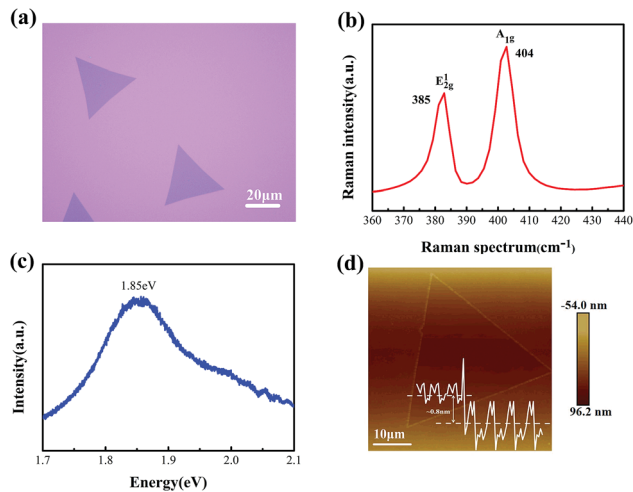 (a)
20μm
(b)
Raman intensity(a.u.)
A1g
404
E¹2g
385
360 370 380 390 400 410 420 430 440
Raman spectrum(cm⁻¹)
(c)
Intensity(a.u.)
1.85eV
1.7 1.8 1.9 2.0 2.1
Energy(eV)
(d)
~0.8nm
10μm
-54.0 nm
96.2 nm